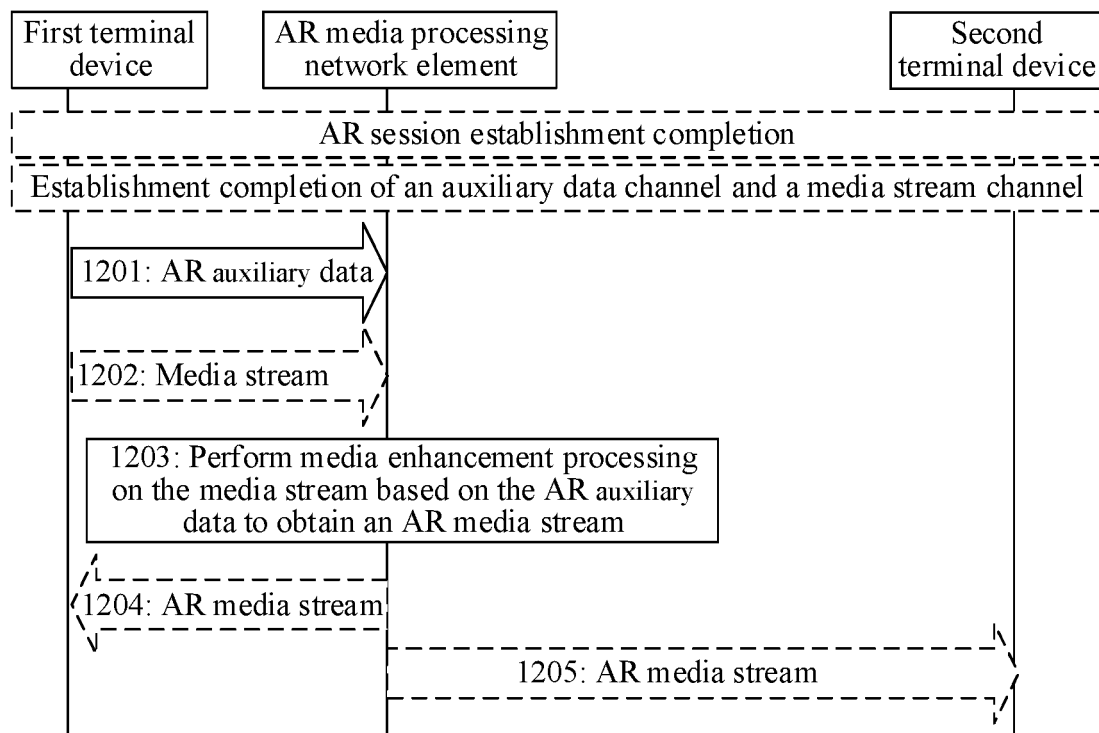 First terminal
device
AR media processing
network element
Second
terminal device
AR session establishment completion
Establishment completion of an auxiliary data channel and a media stream channel
1201: AR auxiliary data
1202: Media stream
1203: Perform media enhancement processing
on the media stream based on the AR auxiliary
data to obtain an AR media stream
1204: AR media stream
1205: AR media stream